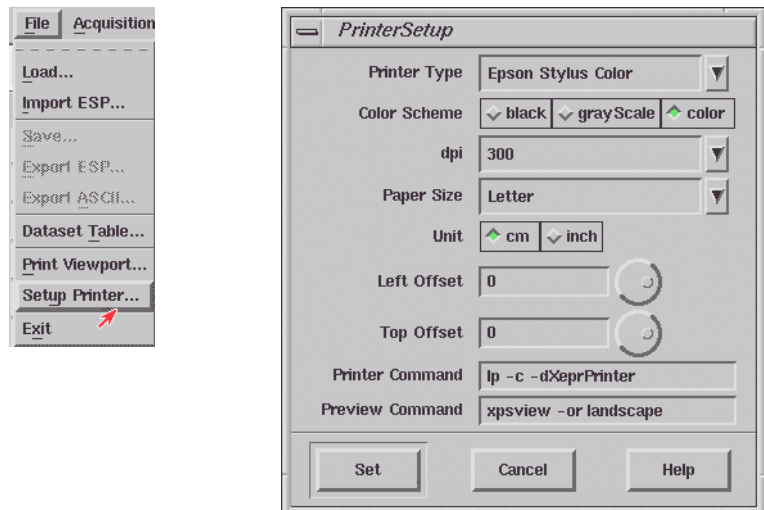 File Acquisition
Load...
Import ESP...
Save...
Export ESP...
Export ASCII...
Dataset Table...
Print Viewport...
Setup Printer...
Exit
PrinterSetup
Printer Type Epson Stylus Color
Color Scheme black grayScale color
dpi 300
Paper Size Letter
Unit cm inch
Left Offset 0
Top Offset 0
Printer Command lp -c -dXeprPrinter
Preview Command xpsview -or landscape
Set Cancel Help